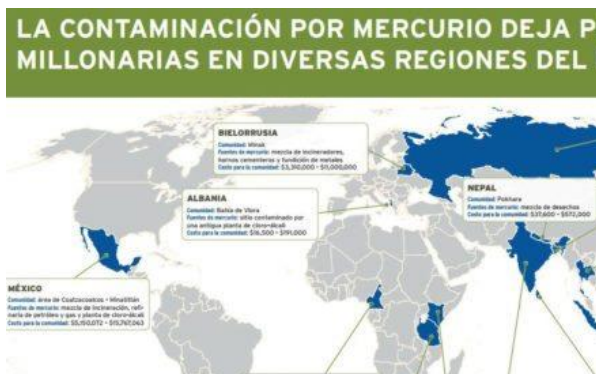 LA CONTAMINACIÓN POR MERCURIO DEJA P
MILLONARIAS EN DIVERSAS REGIONES DEL
BIELORRUSIA
Comunidad: Minsk
Fuentes de mercurio: mezcla de incineradores,
hornos cementeras y fundición de metales
Costo para la comunidad: $3,310,000 - $11,000,000
ALBANIA
Comunidad: Bahía de Vlora
Fuentes de mercurio: sitio contaminado por
una antigua planta de cloro-álcali
Costo para la comunidad: $16,500 - $191,000
NEPAL
Comunidad: Pokhara
Fuentes de mercurio: mezcla de desechos
Costo para la comunidad: $37,600 - $572,000
MÉXICO
Comunidad: área de Coatzacoalcos - Minatitlán
Fuentes de mercurio: mezcla de incineración, refi-
nería de petróleo y gas y planta de cloro-álcali
Costo para la comunidad: $5,150,072 - $15,767,063